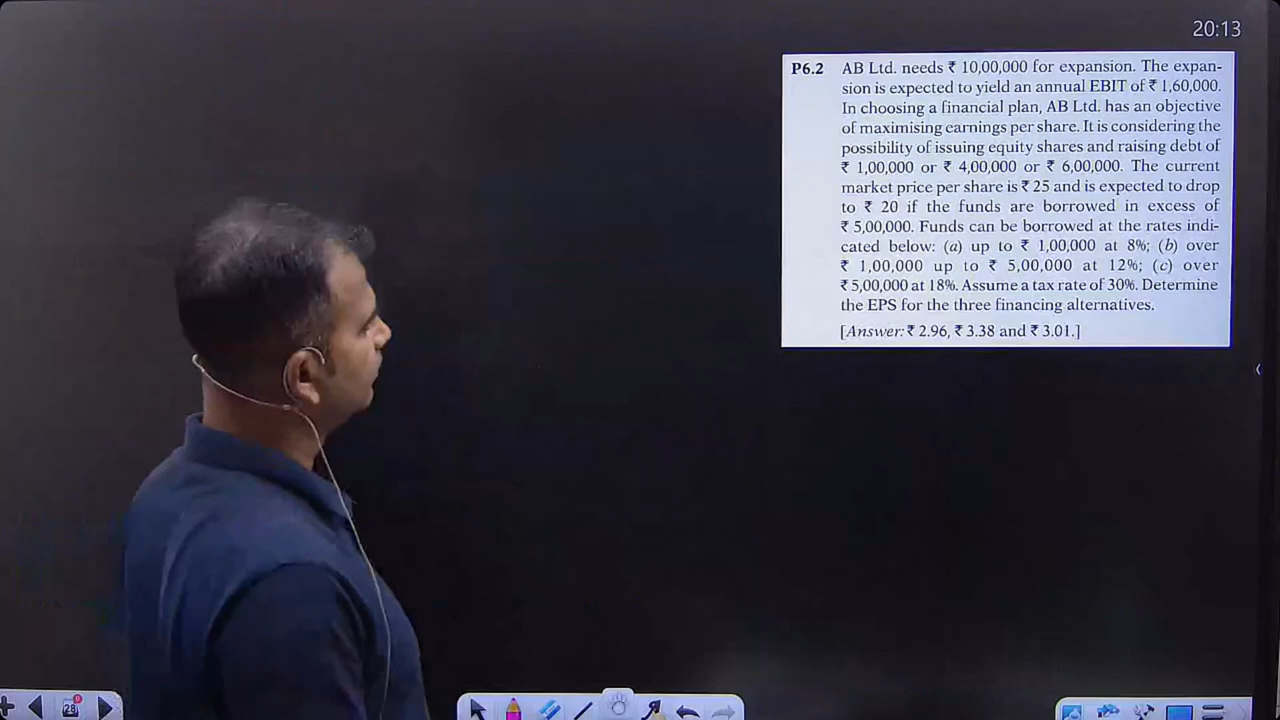 20:13
P6.2 AB Ltd. needs ₹ 10,00,000 for expansion. The expan-
sion is expected to yield an annual EBIT of ₹ 1,60,000.
In choosing a financial plan, AB Ltd. has an objective
of maximising earnings per share. It is considering the
possibility of issuing equity shares and raising debt of
₹ 1,00,000 or ₹ 4,00,000 or ₹ 6,00,000. The current
market price per share is ₹ 25 and is expected to drop
to ₹ 20 if the funds are borrowed in excess of
₹ 5,00,000. Funds can be borrowed at the rates indi-
cated below: (a) up to ₹ 1,00,000 at 8%; (b) over
₹ 1,00,000 up to ₹ 5,00,000 at 12%; (c) over
₹ 5,00,000 at 18%. Assume a tax rate of 30%. Determine
the EPS for the three financing alternatives.
[Answer: ₹ 2.96, ₹ 3.38 and ₹ 3.01.]
28